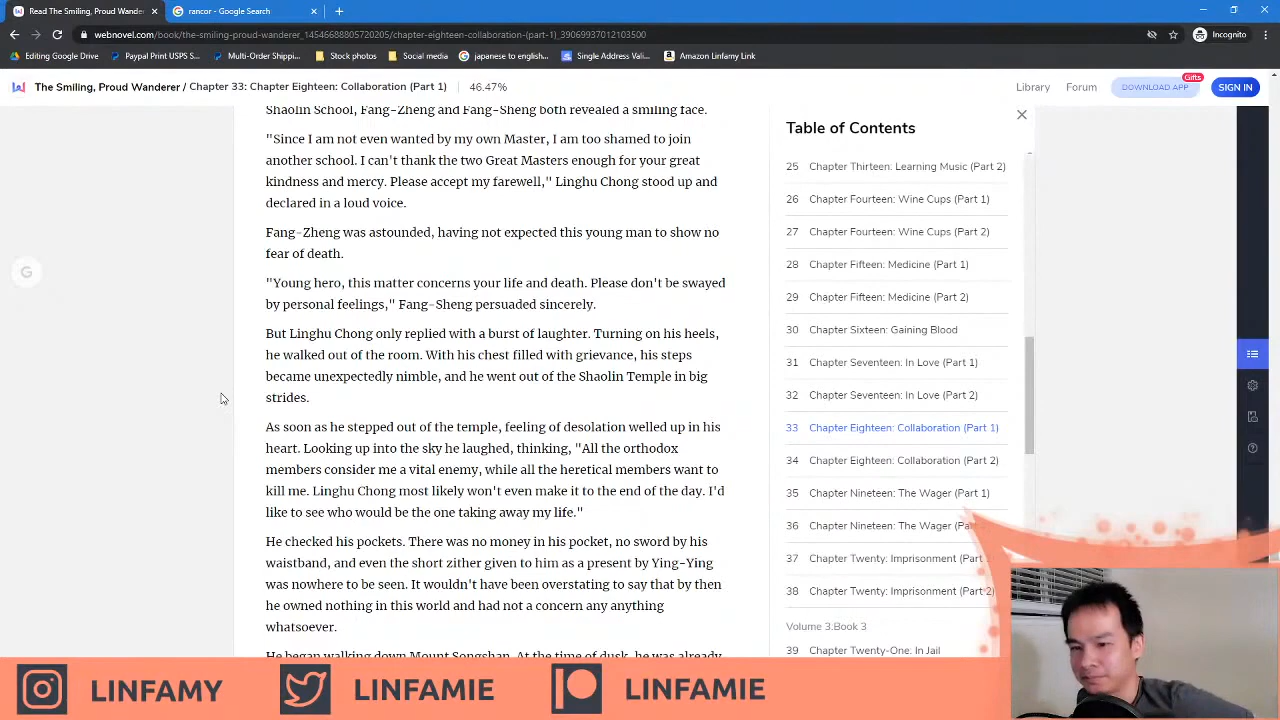 Read The Smiling, Proud Wander
rancor - Google Search
Incognito
webnovel.com/book/the-smiling-proud-wanderer_14546688805720205/chapter-eighteen-collaboration-(part-1)_39069937012103500
Editing Grive
Paypal Print USPS S...
Multi-Order Shippi...
Stock photos
Social media
japanese to english...
Single Address Vali...
Amazon Linfamy Link
The Smiling, Proud Wanderer / Chapter 33: Chapter Eighteen: Collaboration (Part 1)
46.47%
Library
Forum
DOWNLOAD APP
Gifts
SIGN IN
Shaolin School, Fang-Zheng and Fang-Sheng both revealed a smiling face.
"Since I am not even wanted by my own Master, I am too shamed to join
another school. I can't thank the two Great Masters enough for your great
kindness and mercy. Please accept my farewell," Linghu Chong stood up and
declared in a loud voice.
Fang-Zheng was astounded, having not expected this young man to show no
fear of death.
"Young hero, this matter concerns your life and death. Please don't be swayed
by personal feelings," Fang-Sheng persuaded sincerely.
But Linghu Chong only replied with a burst of laughter. Turning on his heels,
he walked out of the room. With his chest filled with grievance, his steps
became unexpectedly nimble, and he went out of the Shaolin Temple in big
strides.
As soon as he stepped out of the temple, feeling of desolation welled up in his
heart. Looking up into the sky he laughed, thinking, "All the orthodox
members consider me a vital enemy, while all the heretical members want to
kill me. Linghu Chong most likely won't even make it to the end of the day. I'd
like to see who would be the one taking away my life."
He checked his pockets. There was no money in his pocket, no sword by his
waistband, and even the short zither given to him as a present by Ying-Ying
was nowhere to be seen. It wouldn't have been overstating to say that by then
he owned nothing in this world and had not a concern any anything
whatsoever.
He began walking down Mount Songshan. At the time of dusk, he was already
Table of Contents
25 Chapter Thirteen: Learning Music (Part 2)
26 Chapter Fourteen: Wine Cups (Part 1)
27 Chapter Fourteen: Wine Cups (Part 2)
28 Chapter Fifteen: Medicine (Part 1)
29 Chapter Fifteen: Medicine (Part 2)
30 Chapter Sixteen: Gaining Blood
31 Chapter Seventeen: In Love (Part 1)
32 Chapter Seventeen: In Love (Part 2)
33 Chapter Eighteen: Collaboration (Part 1)
34 Chapter Eighteen: Collaboration (Part 2)
35 Chapter Nineteen: The Wager (Part 1)
36 Chapter Nineteen: The Wager
37 Chapter Twenty: Imprisonment (Part
38 Chapter Twenty: Imprisonment (Part 2)
Volume 3.Book 3
39 Chapter Twenty-One: In Jail
G
LINFAMY
LINFAMIE
LINFAMIE